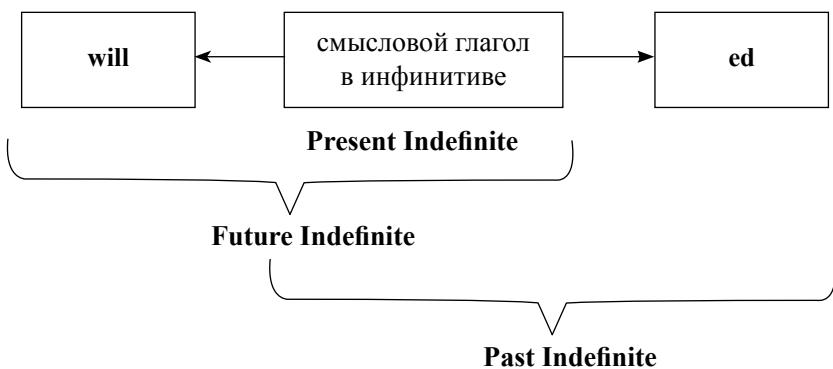 will
смысловой глагол
в инфинитиве
ed
Present Indefinite
Future Indefinite
Past Indefinite